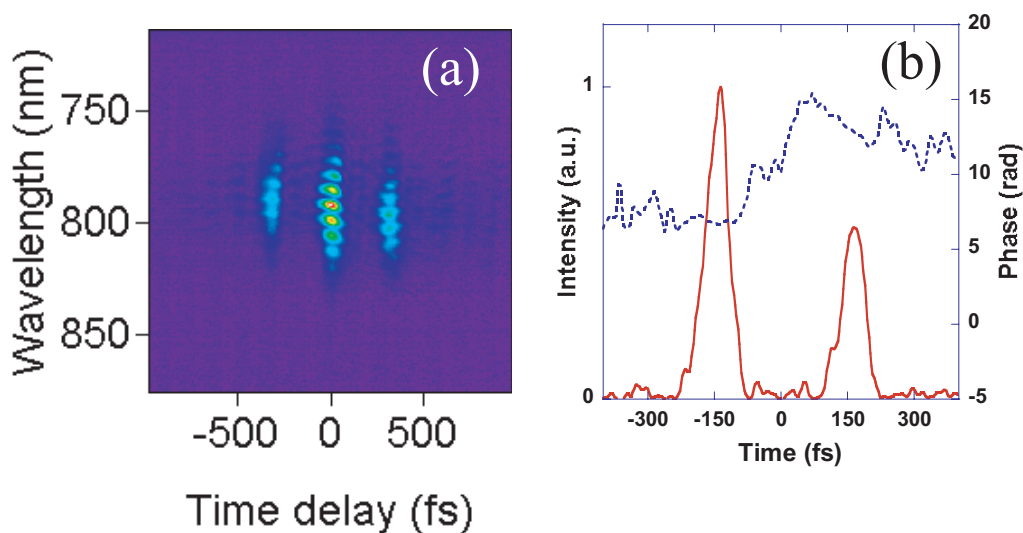 (a)
Wavelength (nm)
750
800
850
-500 0 500
Time delay (fs)
(b)
Intensity (a.u.)
1
0
20
15
10
5
0
-5
Phase (rad)
-300 -150 0 150 300
Time (fs)